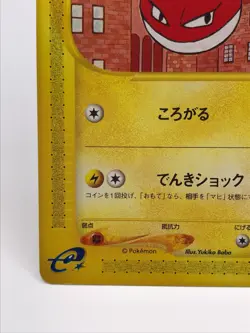 ころがる
でんきショック
コインを1回投げ、「おもて」なら、相手を「マヒ」状態に
弱点 抵抗力 にげる
© Pokémon Illus. Yukiko Baba
e